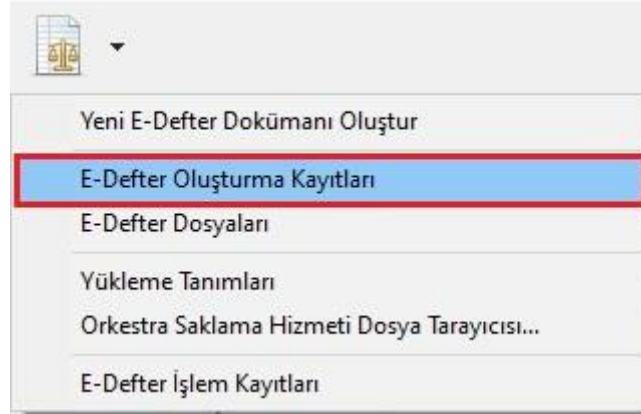 Yeni E-Defter Dokümanı Oluştur
E-Defter Oluşturma Kayıtları
E-Defter Dosyaları
Yükleme Tanımları
Orkestra Saklama Hizmeti Dosya Tarayıcısı...
E-Defter İşlem Kayıtları